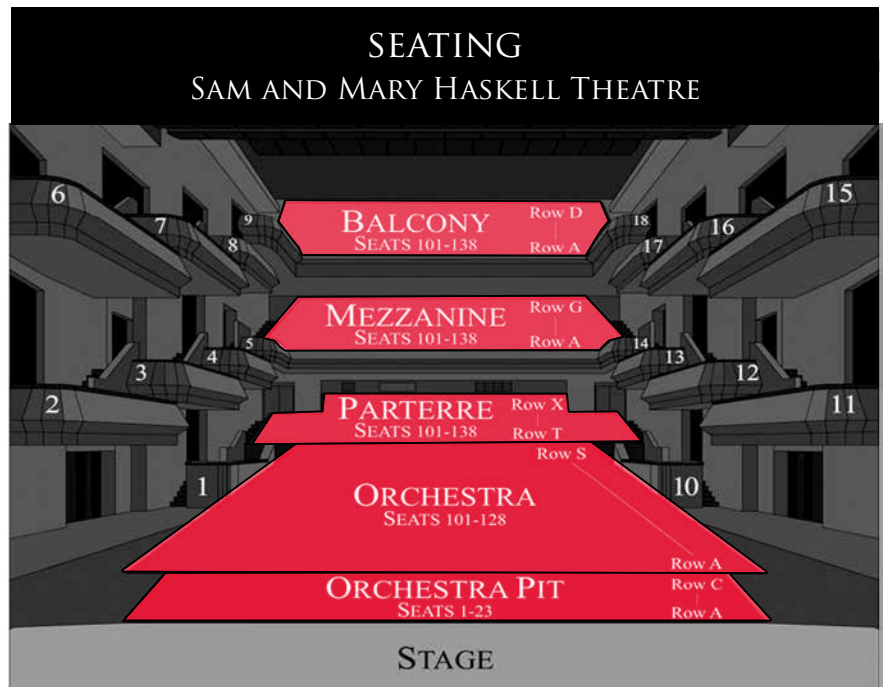 SEATING
SAM AND MARY HASKELL THEATRE
6
15
9
BALCONY
ROW D
18
7
16
8
SEATS 101-138
ROW A
17
MEZZANINE
ROW G
5
SEATS 101-138
ROW A
14
4
13
3
12
2
PARTERRE
ROW X
11
SEATS 101-138
ROW T
ROW S
1
ORCHESTRA
10
SEATS 101-128
ROW A
ORCHESTRA PIT
ROW C
SEATS 1-23
ROW A
STAGE